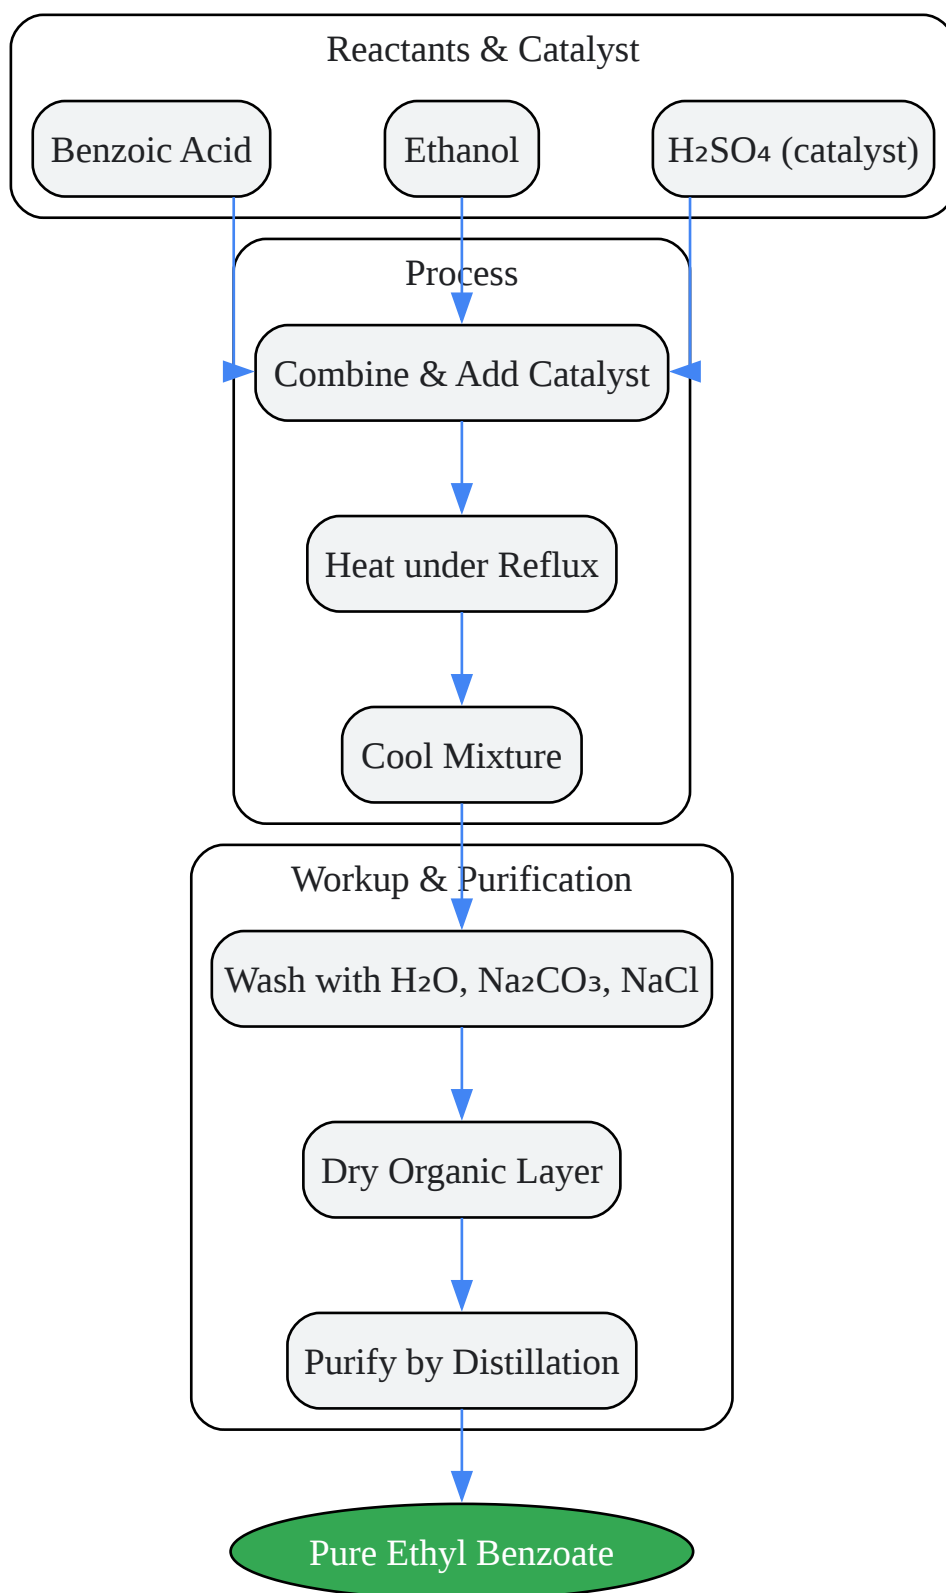 Reactants & Catalyst
Benzoic Acid
Ethanol
H₂SO₄ (catalyst)
Process
Combine & Add Catalyst
Heat under Reflux
Cool Mixture
Workup & Purification
Wash with H₂O, Na₂CO₃, NaCl
Dry Organic Layer
Purify by Distillation
Pure Ethyl Benzoate